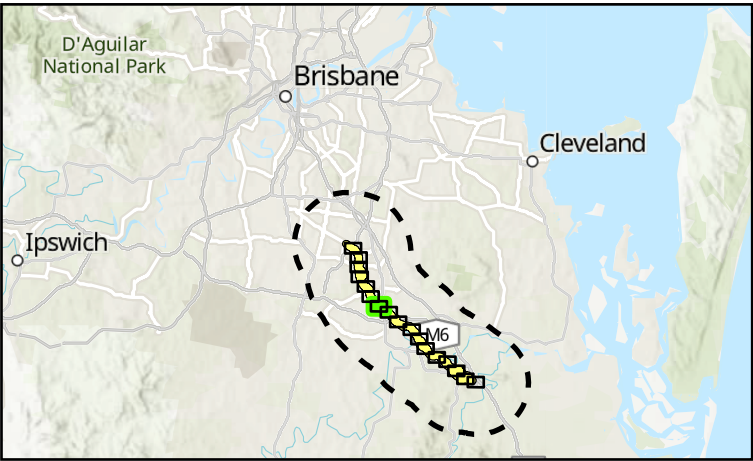 D'Aguilar
National Park
Brisbane
Cleveland
Ipswich
M6